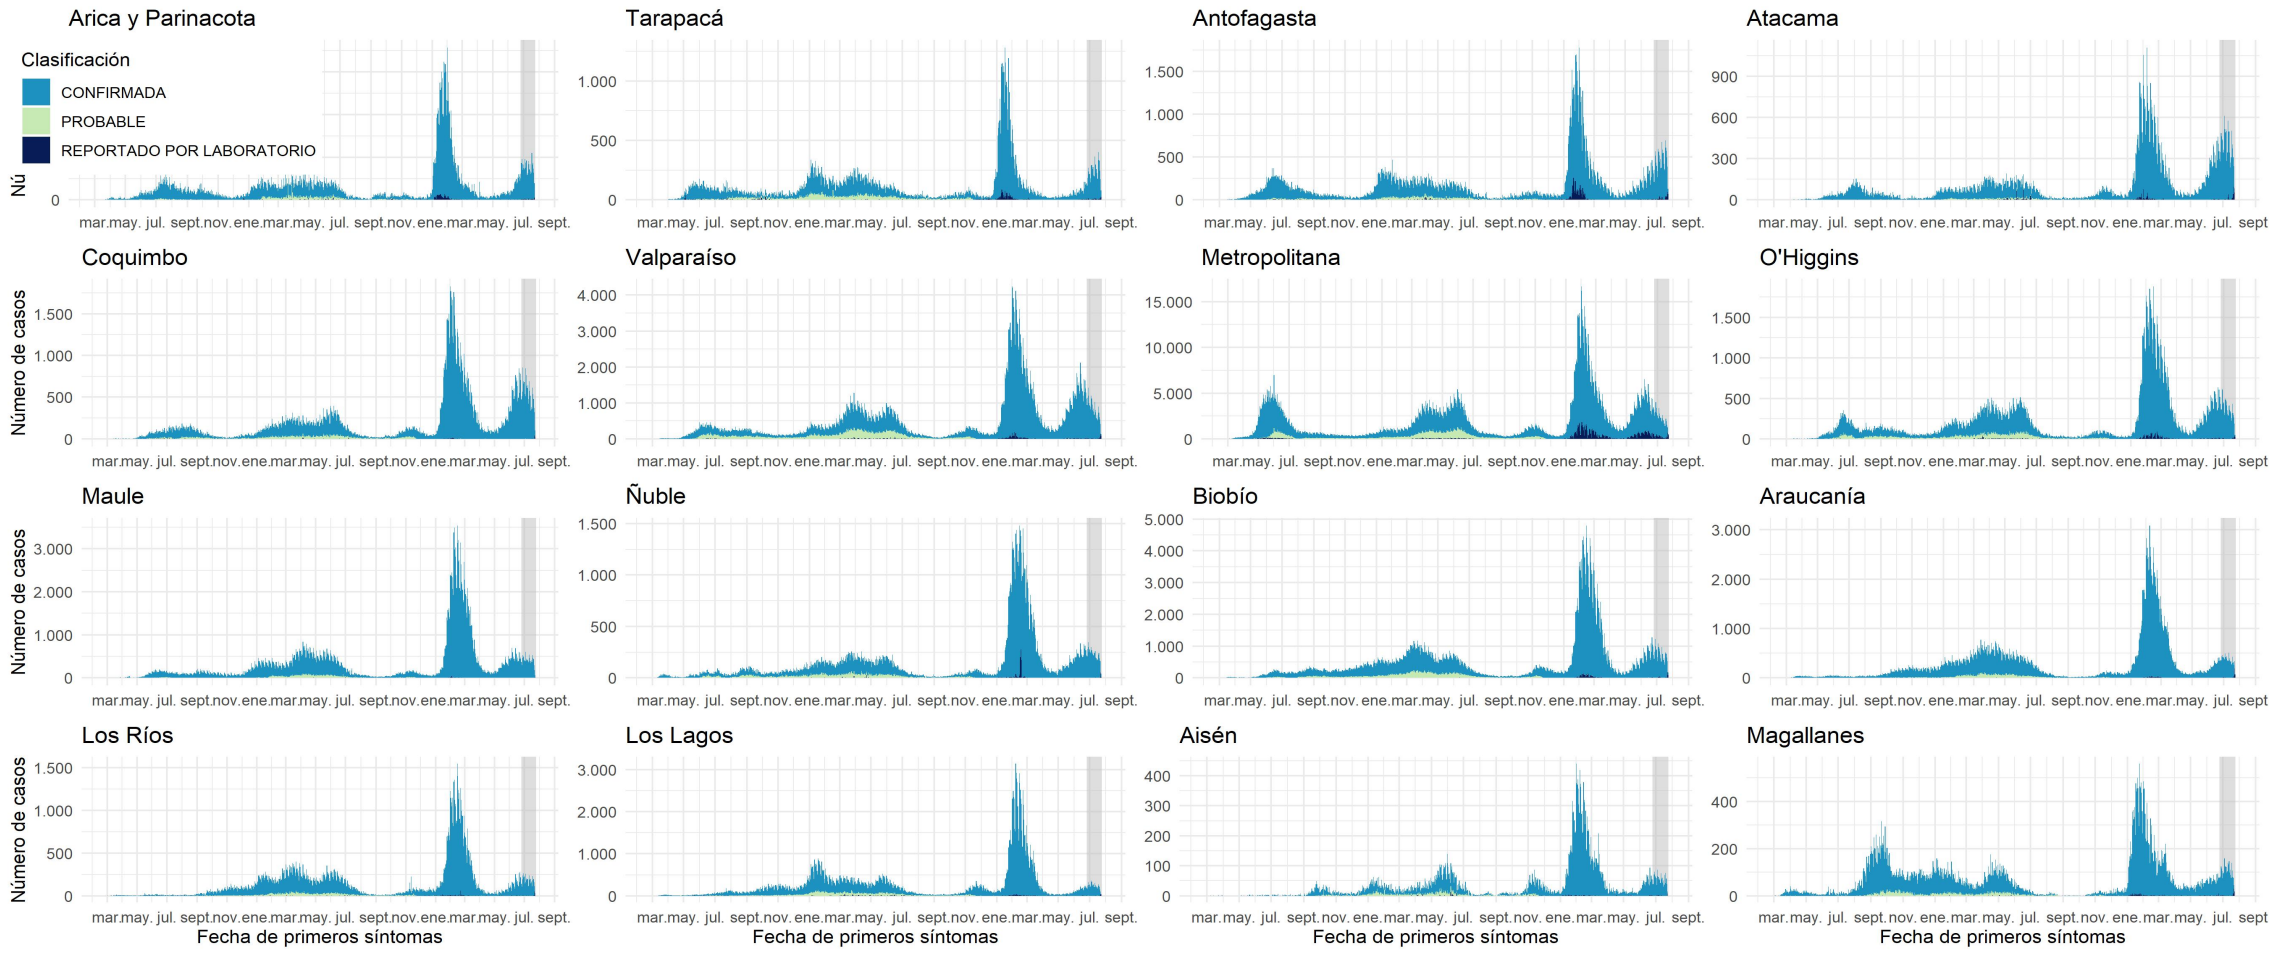 Arica y Parinacota
Tarapacá
Antofagasta
Atacama
Clasificación
CONFIRMADA
PROBABLE
REPORTADO POR LABORATORIO
Nú
0
mar. may. jul. sept. nov. ene. mar. may. jul. sept. nov. ene. mar. may. jul. sept.
1.000
500
0
mar. may. jul. sept. nov. ene. mar. may. jul. sept. nov. ene. mar. may. jul. sept.
1.500
1.000
500
0
mar. may. jul. sept. nov. ene. mar. may. jul. sept. nov. ene. mar. may. jul. sept.
900
600
300
0
mar. may. jul. sept. nov. ene. mar. may. jul. sept. nov. ene. mar. may. jul. sept
Coquimbo
Valparaíso
Metropolitana
O'Higgins
Número de casos
1.500
1.000
500
0
mar. may. jul. sept. nov. ene. mar. may. jul. sept. nov. ene. mar. may. jul. sept.
4.000
3.000
2.000
1.000
0
mar. may. jul. sept. nov. ene. mar. may. jul. sept. nov. ene. mar. may. jul. sept.
15.000
10.000
5.000
0
mar. may. jul. sept. nov. ene. mar. may. jul. sept. nov. ene. mar. may. jul. sept.
1.500
1.000
500
0
mar. may. jul. sept. nov. ene. mar. may. jul. sept. nov. ene. mar. may. jul. sept
Maule
Ñuble
Biobío
Araucanía
Número de casos
3.000
2.000
1.000
0
mar. may. jul. sept. nov. ene. mar. may. jul. sept. nov. ene. mar. may. jul. sept.
1.500
1.000
500
0
mar. may. jul. sept. nov. ene. mar. may. jul. sept. nov. ene. mar. may. jul. sept.
5.000
4.000
3.000
2.000
1.000
0
mar. may. jul. sept. nov. ene. mar. may. jul. sept. nov. ene. mar. may. jul. sept.
3.000
2.000
1.000
0
mar. may. jul. sept. nov. ene. mar. may. jul. sept. nov. ene. mar. may. jul. sept.
Los Ríos
Los Lagos
Aisén
Magallanes
Número de casos
1.500
1.000
500
0
mar. may. jul. sept. nov. ene. mar. may. jul. sept. nov. ene. mar. may. jul. sept.
Fecha de primeros síntomas
3.000
2.000
1.000
0
mar. may. jul. sept. nov. ene. mar. may. jul. sept. nov. ene. mar. may. jul. sept.
Fecha de primeros síntomas
400
300
200
100
0
mar. may. jul. sept. nov. ene. mar. may. jul. sept. nov. ene. mar. may. jul. sept.
Fecha de primeros síntomas
400
200
0
mar. may. jul. sept. nov. ene. mar. may. jul. sept. nov. ene. mar. may. jul. sept
Fecha de primeros síntomas